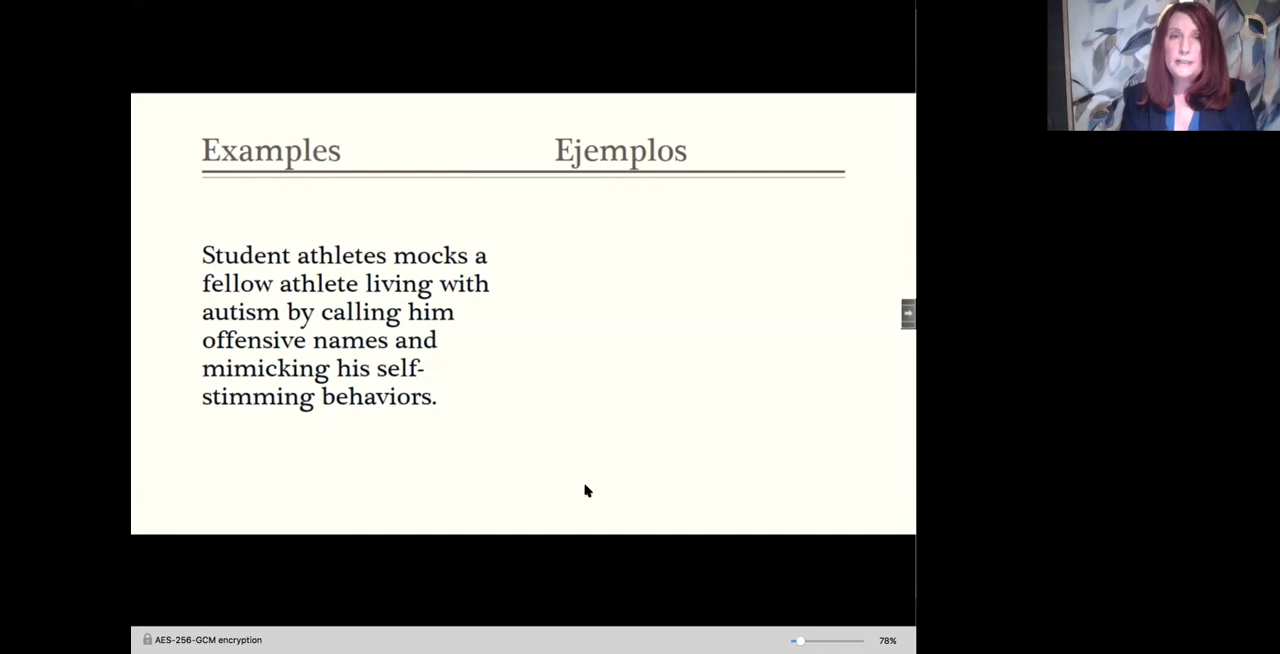 Examples
Ejemplos
Student athletes mocks a
fellow athlete living with
autism by calling him
offensive names and
mimicking his self-
stimming behaviors.
AES-256-GCM encryption
78%